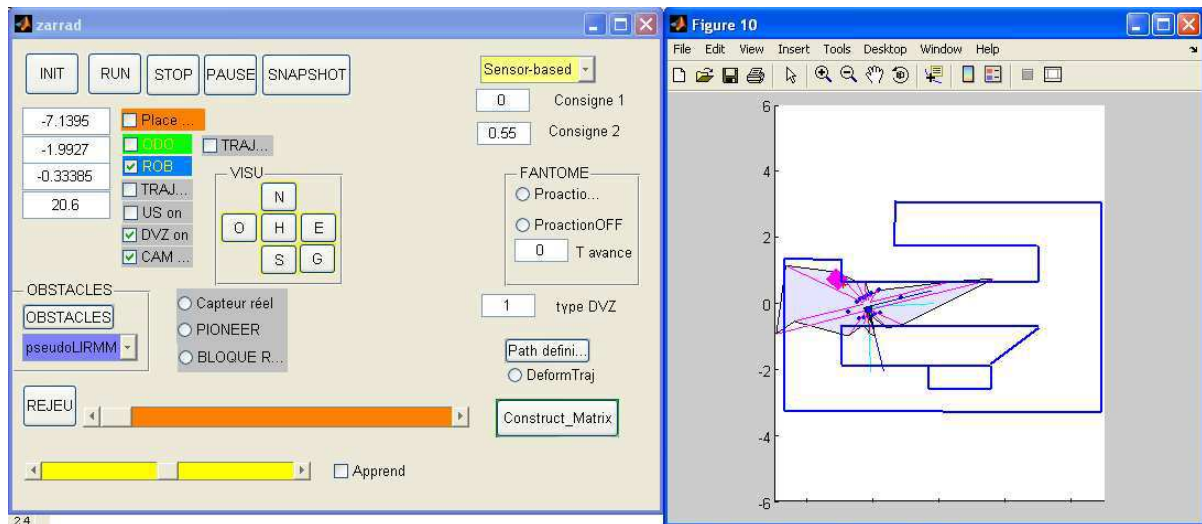 zarrad
INIT RUN STOP PAUSE SNAPSHOT
Sensor-based
0 Consigne 1
0.55 Consigne 2
-7.1395
-1.9927
-0.33385
20.6
Place ...
ODO
TRAJ...
ROB
TRAJ...
US on
DVZ on
CAM ...
VISU
N
O H E
S G
FANTOME
Proactio...
ProactionOFF
0 T avance
OBSTACLES
OBSTACLES
pseudoLIRMM
Capteur réel
PIONEER
BLOQUE R...
1 type DVZ
Path defini...
DeformTraj
REJEU
Construct_Matrix
Apprend
2.4
Figure 10
File Edit View Insert Tools Desktop Window Help
6
4
2
0
-2
-4
-6